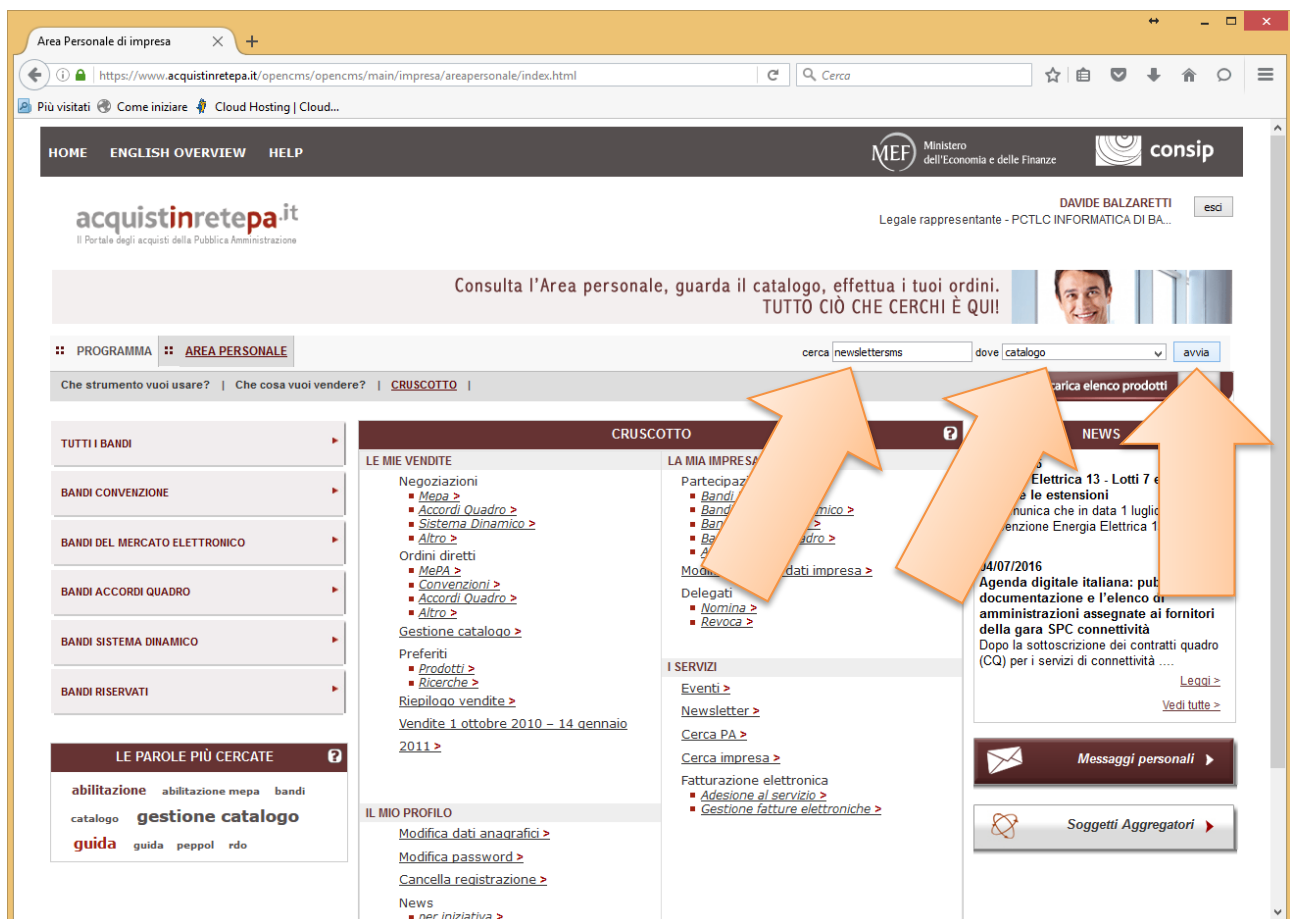 Area Personale di impresa
https://www.acquistinretepa.it/opencms/opencms/main/impresa/areapersonale/index.html
Cerca
Più visitati Come iniziare Cloud Hosting | Cloud...
HOME ENGLISH OVERVIEW HELP
MEF Ministero
dell'Economia e delle Finanze
consip
acquistinretepa.it
Il Portale degli acquisti della Pubblica Amministrazione
DAVIDE BALZARETTI
Legale rappresentante - PCTLC INFORMATICA DI BA...
esci
Consulta l'Area personale, guarda il catalogo, effettua i tuoi ordini.
TUTTO CIÒ CHE CERCHI È QUI!
PROGRAMMA AREA PERSONALE
cerca newslettersms dove catalogo avvia
Che strumento vuoi usare? | Che cosa vuoi vendere? | CRUSCOTTO |
carica elenco prodotti
TUTTI I BANDI
BANDI CONVENZIONE
BANDI DEL MERCATO ELETTRONICO
BANDI ACCORDI QUADRO
BANDI SISTEMA DINAMICO
BANDI RISERVATI
LE PAROLE PIÙ CERCATE ?
abilitazione abilitazione mepa bandi
catalogo gestione catalogo
guida guida peppol rdo
CRUSCOTTO ?
LE MIE VENDITE
Negoziazioni
Mepa >
Accordi Quadro >
Sistema Dinamico >
Altro >
Ordini diretti
MePA >
Convenzioni >
Accordi Quadro >
Altro >
Gestione catalogo >
Preferiti
Prodotti >
Ricerche >
Riepilogo vendite >
Vendite 1 ottobre 2010 – 14 gennaio
2011 >
IL MIO PROFILO
Modifica dati anagrafici >
Modifica password >
Cancella registrazione >
News
per iniziativa >
LA MIA IMPRESA
dati impresa >
Delegati
Nomina >
Revoca >
I SERVIZI
Eventi >
Newsletter >
Cerca PA >
Cerca impresa >
Fatturazione elettronica
Adesione al servizio >
Gestione fatture elettroniche >
NEWS
Elettrica 13 - Lotti 7 e
le estensioni
che in data 1 luglio
Energia Elettrica 1
04/07/2016
Agenda digitale italiana:
documentazione e l'elenco di
amministrazioni assegnate ai fornitori
della gara SPC connettività
Dopo la sottoscrizione dei contratti quadro
(CQ) per i servizi di connettività ....
Leggi >
Vedi tutte >
Messaggi personali
Soggetti Aggregatori